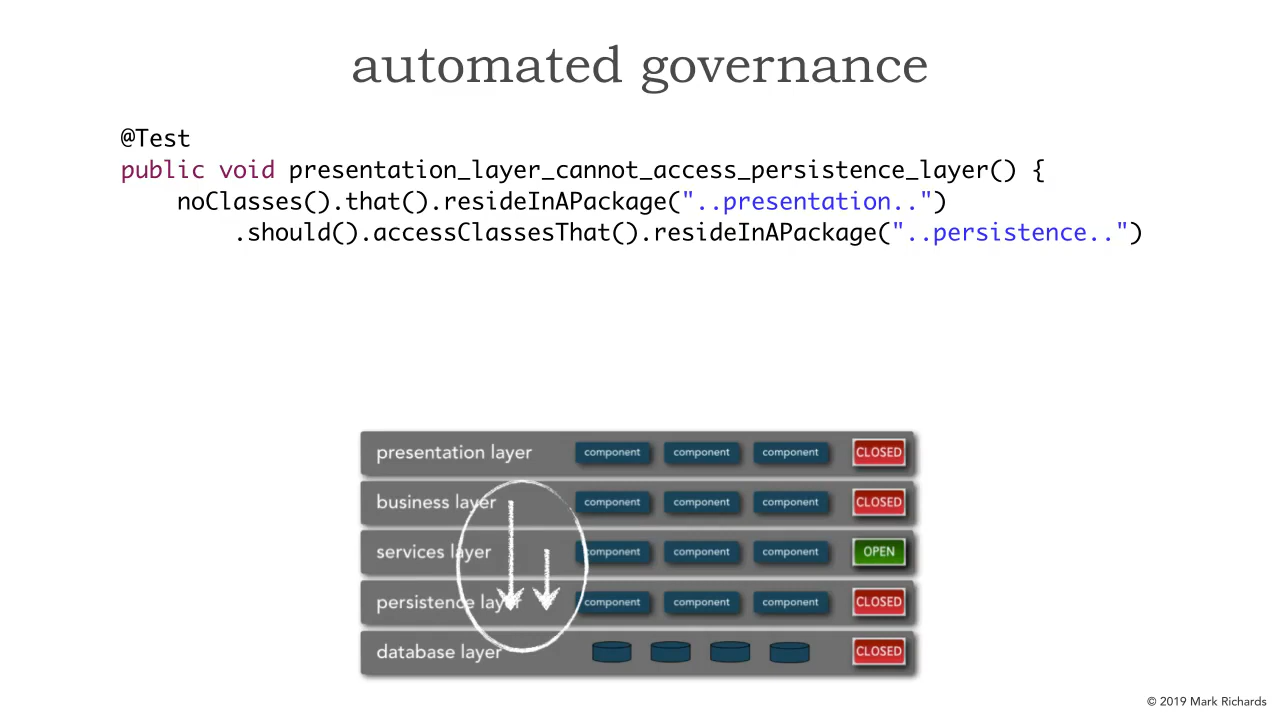 automated governance
@Test
public void presentation_layer_cannot_access_persistence_layer() {
    noClasses().that().resideInAPackage("..presentation..")
        .should().accessClassesThat().resideInAPackage("..persistence..")
presentation layer component component component CLOSED
business layer component component component CLOSED
services layer component component component OPEN
persistence layer component component component CLOSED
database layer CLOSED
© 2019 Mark Richards